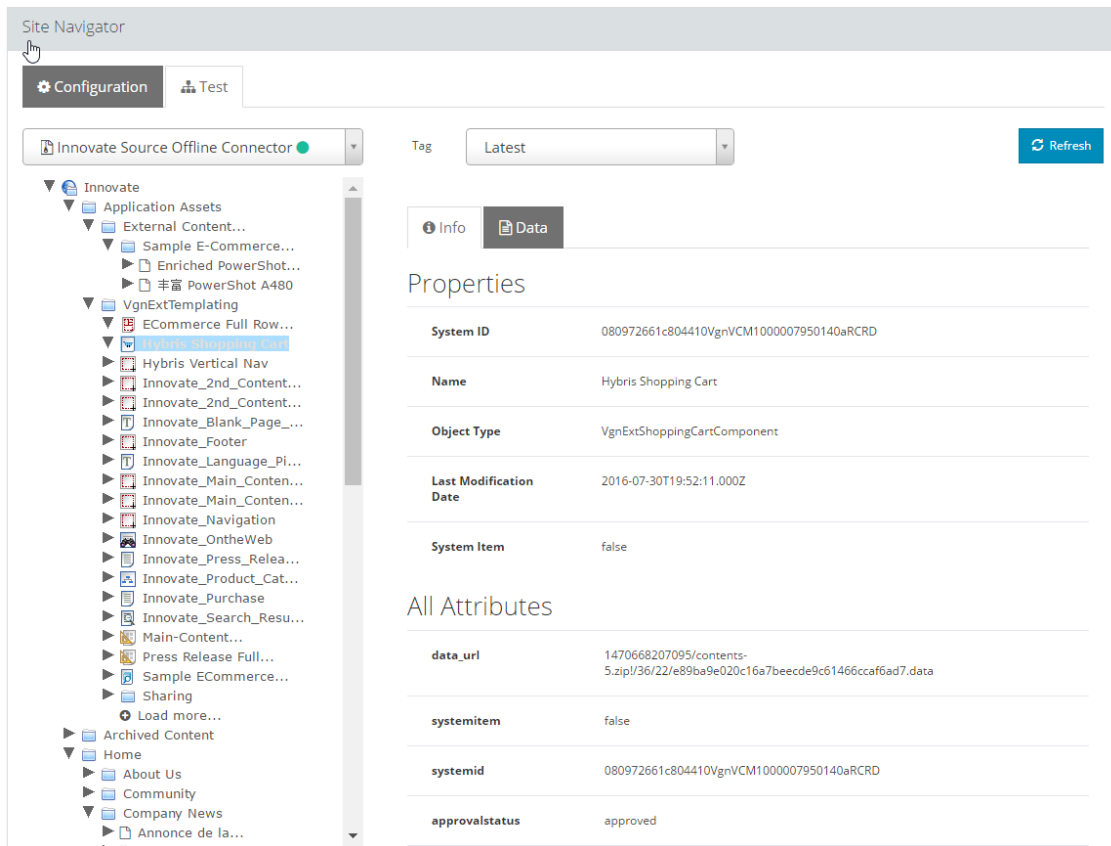 Site Navigator
Configuration
Test
Innovate Source Offline Connector
Tag
Latest
Refresh
Innovate
Application Assets
External Content...
Sample E-Commerce...
Enriched PowerShot...
丰富 PowerShot A480
VgnExtTemplating
ECommerce Full Row...
Hybris Shopping Cart
Hybris Vertical Nav
Innovate_2nd_Content...
Innovate_2nd_Content...
Innovate_Blank_Page_...
Innovate_Footer
Innovate_Language_Pi...
Innovate_Main_Conten...
Innovate_Main_Conten...
Innovate_Navigation
Innovate_OntheWeb
Innovate_Press_Relea...
Innovate_Product_Cat...
Innovate_Purchase
Innovate_Search_Resu...
Main-Content...
Press Release Full...
Sample ECommerce...
Sharing
Load more...
Archived Content
Home
About Us
Community
Company News
Annonce de la...
Info
Data
Properties
System ID 080972661c804410VgnVCM1000007950140aRCRD
Name Hybris Shopping Cart
Object Type VgnExtShoppingCartComponent
Last Modification
Date
2016-07-30T19:52:11.000Z
System Item false
All Attributes
data_url 1470668207095/contents-
5.zip!/36/22/e89ba9e020c16a7beecde9c61466ccaf6ad7.data
systemitem false
systemid 080972661c804410VgnVCM1000007950140aRCRD
approvalstatus approved